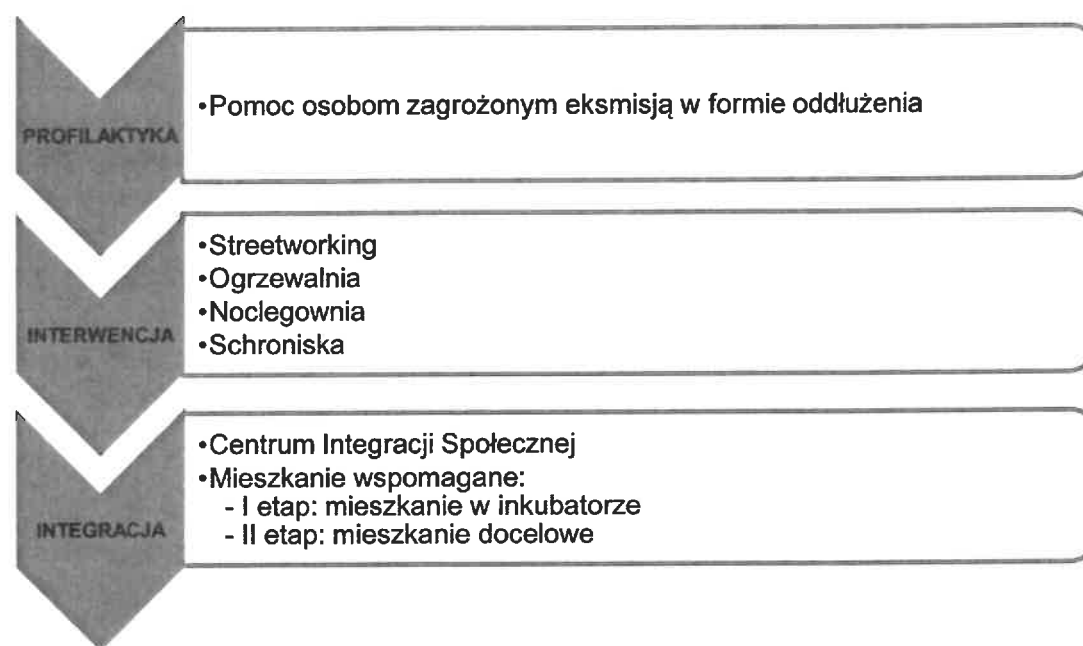 PROFILAKTYKA
•Pomoc osobom zagrożonym eksmisją w formie oddłużenia
INTERWENCJA
•Streetworking
•Ogrzewalnia
•Noclegownia
•Schroniska
INTEGRACJA
•Centrum Integracji Społecznej
•Mieszkanie wspomagane:
- I etap: mieszkanie w inkubatorze
- II etap: mieszkanie docelowe